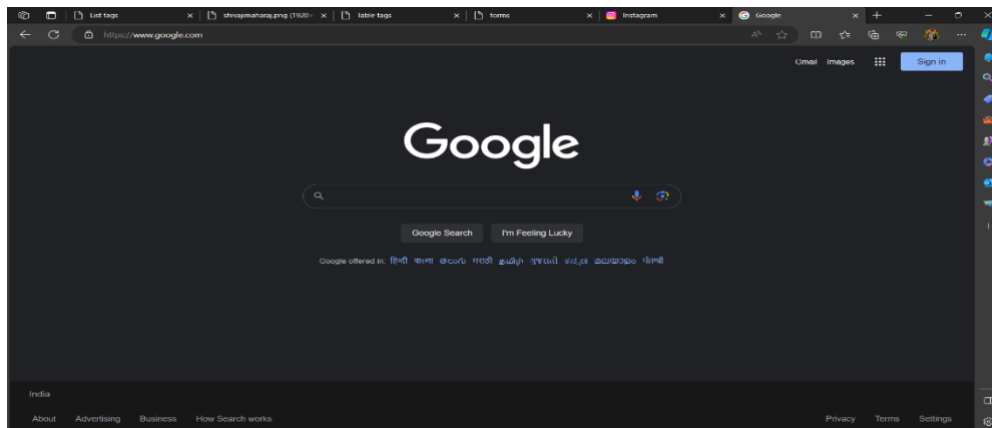 List tags shivajimaharaj.png (1920 Table tags forms Instagram Google
https://www.google.com
Gmail Images Sign in
Google
Google Search I'm Feeling Lucky
Google offered in: हिन्दी বাংলা తెలుగు मराठी தமிழ் ગુજરાતી ಕನ್ನಡ മലയാളം ਪੰਜਾਬੀ
India
About Advertising Business How Search works Privacy Terms Settings